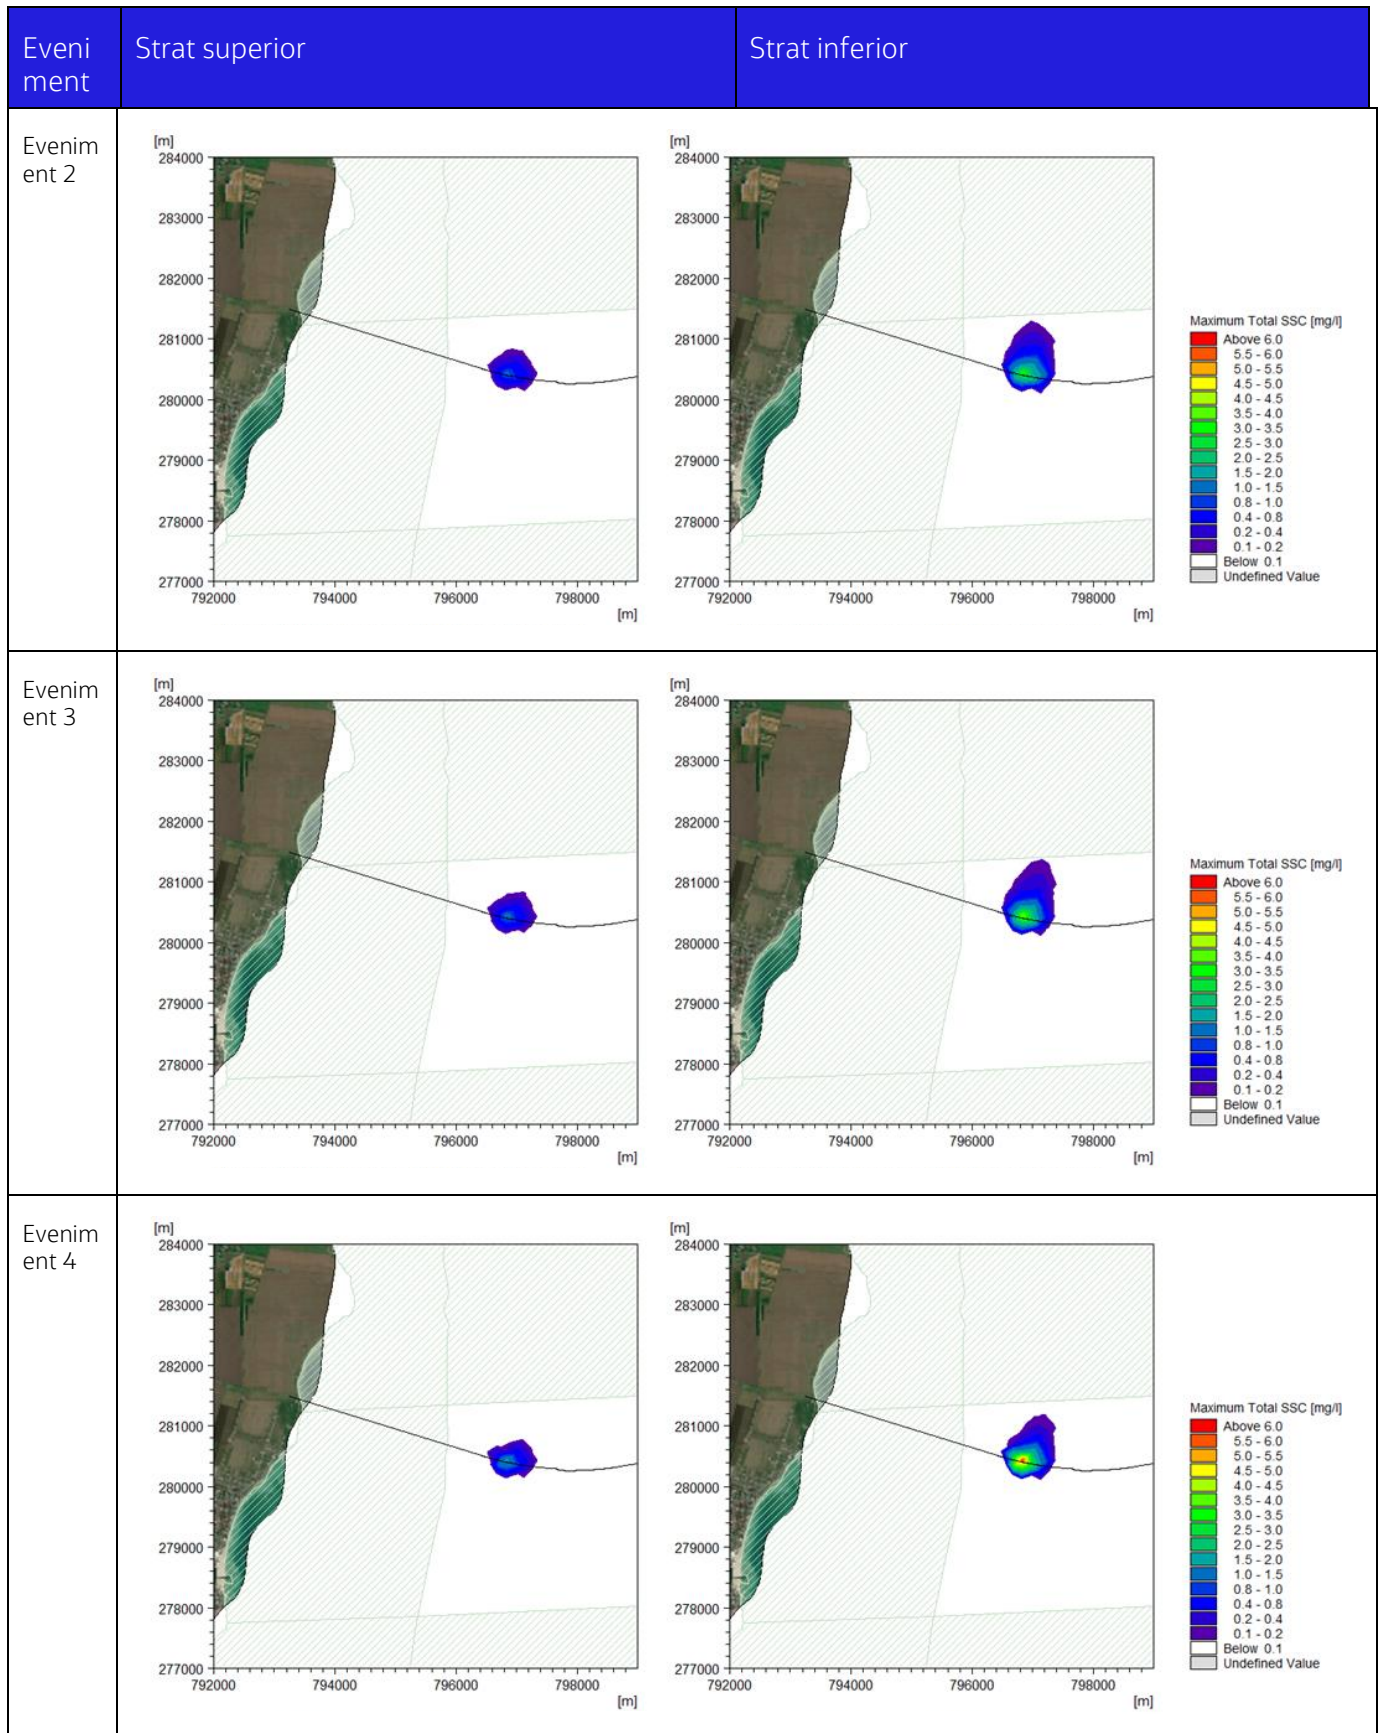 Eveni
ment
Strat superior
Strat inferior
Evenim
ent 2
[m]
284000
283000
282000
281000
280000
279000
278000
277000
792000 794000 796000 798000
[m]
[m]
284000
283000
282000
281000
280000
279000
278000
277000
792000 794000 796000 798000
[m]
Maximum Total SSC [mg/l]
Above 6.0
5.5 - 6.0
5.0 - 5.5
4.5 - 5.0
4.0 - 4.5
3.5 - 4.0
3.0 - 3.5
2.5 - 3.0
2.0 - 2.5
1.5 - 2.0
1.0 - 1.5
0.8 - 1.0
0.4 - 0.8
0.2 - 0.4
0.1 - 0.2
Below 0.1
Undefined Value
Evenim
ent 3
[m]
284000
283000
282000
281000
280000
279000
278000
277000
792000 794000 796000 798000
[m]
[m]
284000
283000
282000
281000
280000
279000
278000
277000
792000 794000 796000 798000
[m]
Maximum Total SSC [mg/l]
Above 6.0
5.5 - 6.0
5.0 - 5.5
4.5 - 5.0
4.0 - 4.5
3.5 - 4.0
3.0 - 3.5
2.5 - 3.0
2.0 - 2.5
1.5 - 2.0
1.0 - 1.5
0.8 - 1.0
0.4 - 0.8
0.2 - 0.4
0.1 - 0.2
Below 0.1
Undefined Value
Evenim
ent 4
[m]
284000
283000
282000
281000
280000
279000
278000
277000
792000 794000 796000 798000
[m]
[m]
284000
283000
282000
281000
280000
279000
278000
277000
792000 794000 796000 798000
[m]
Maximum Total SSC [mg/l]
Above 6.0
5.5 - 6.0
5.0 - 5.5
4.5 - 5.0
4.0 - 4.5
3.5 - 4.0
3.0 - 3.5
2.5 - 3.0
2.0 - 2.5
1.5 - 2.0
1.0 - 1.5
0.8 - 1.0
0.4 - 0.8
0.2 - 0.4
0.1 - 0.2
Below 0.1
Undefined Value